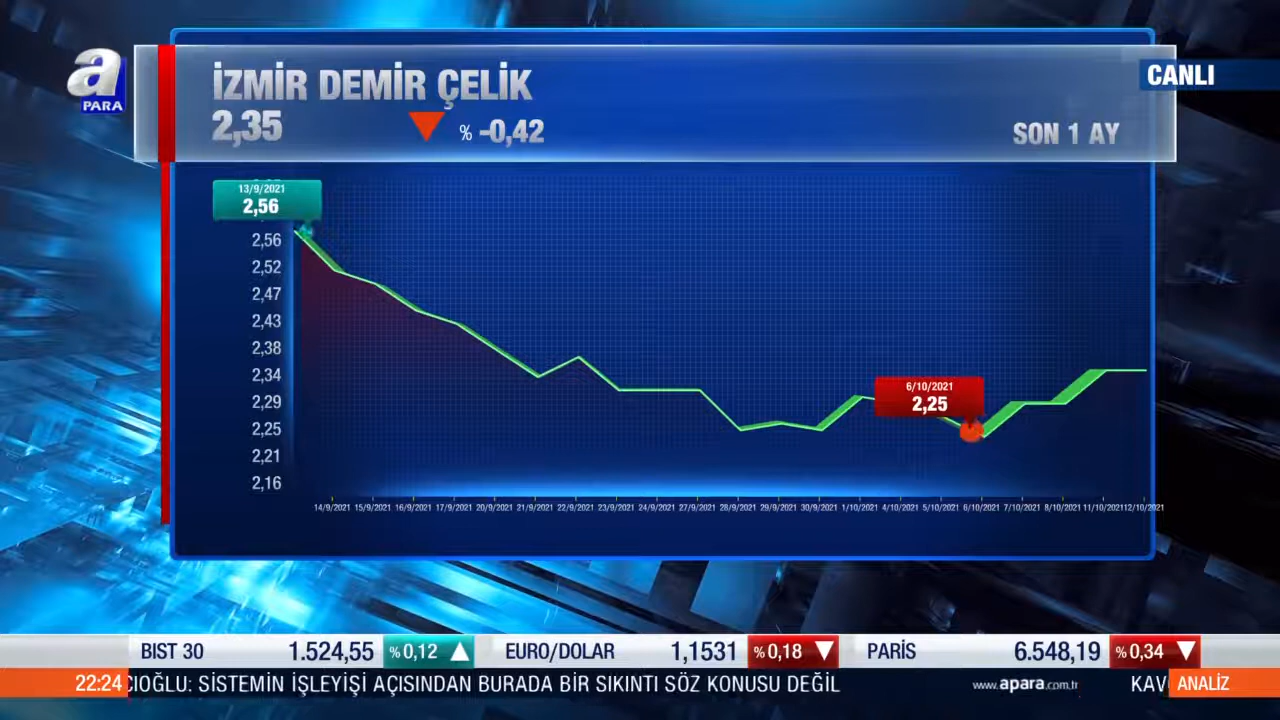 a
PARA
İZMİR DEMİR ÇELİK
2,35
% -0,42
SON 1 AY
CANLI
13/9/2021
2,56
2,56
2,52
2,47
2,43
2,38
2,34
2,29
2,25
2,21
2,16
6/10/2021
2,25
14/9/2021 15/9/2021 16/9/2021 17/9/2021 20/9/2021 21/9/2021 22/9/2021 23/9/2021 24/9/2021 27/9/2021 28/9/2021 29/9/2021 30/9/2021 1/10/2021 4/10/2021 5/10/2021 6/10/2021 7/10/2021 8/10/2021 11/10/2021 12/10/2021
BIST 30 1.524,55 % 0,12 EURO/DOLAR 1,1531 % 0,18 PARİS 6.548,19 % 0,34
22:24 CIOĞLU: SİSTEMİN İŞLEYİŞİ AÇISINDAN BURADA BİR SIKINTI SÖZ KONUSU DEĞİL www.apara.com.tr KAV ANALİZ